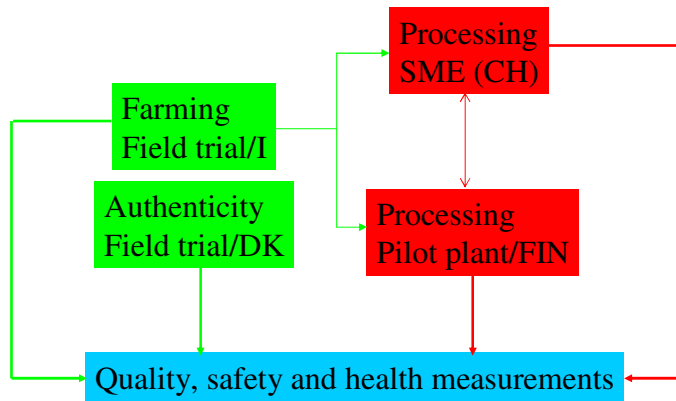 Processing
SME (CH)
Farming
Field trial/I
Authenticity
Field trial/DK
Processing
Pilot plant/FIN
Quality, safety and health measurements